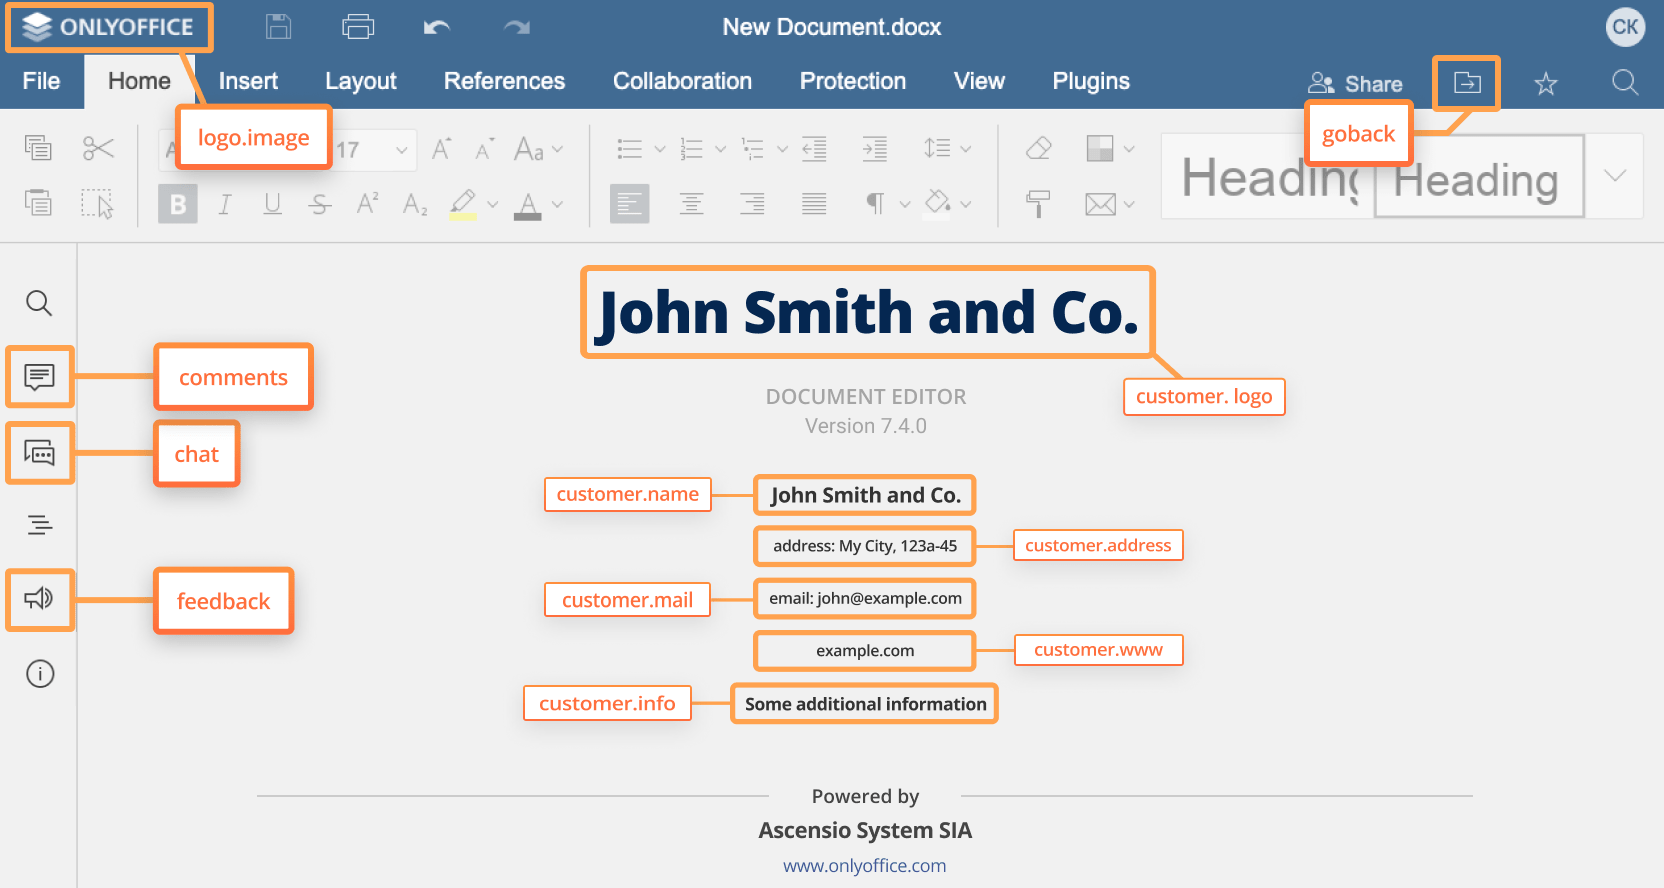 ONLYOFFICE
New Document.docx
CK
File Home Insert Layout References Collaboration Protection View Plugins
Share
logo.image
17
goback
Heading
B I U S A² A₂ A
John Smith and Co.
customer. logo
DOCUMENT EDITOR
Version 7.4.0
comments
chat
customer.name
John Smith and Co.
address: My City, 123a-45
customer.address
feedback
customer.mail
email: john@example.com
example.com
customer.www
customer.info
Some additional information
Powered by
Ascensio System SIA
www.onlyoffice.com